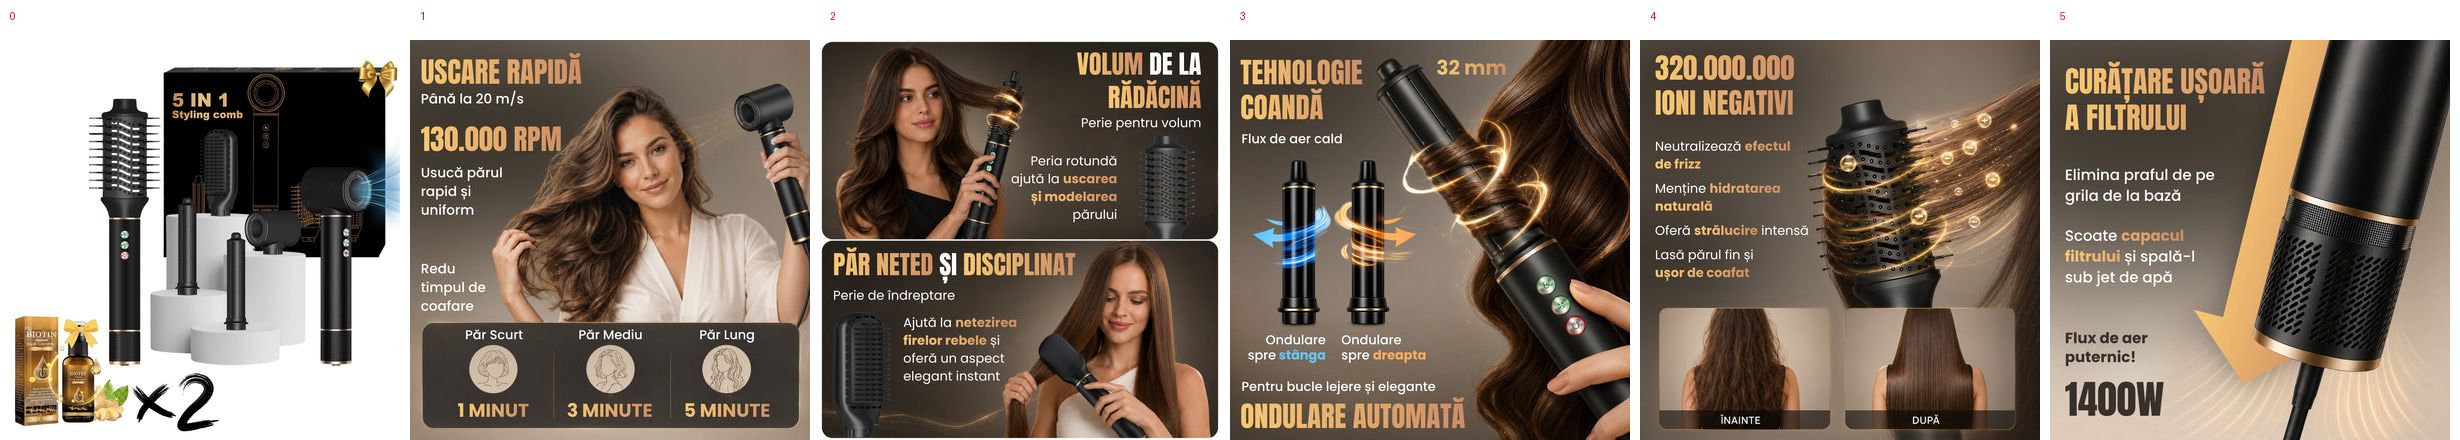 0
5 IN 1
Styling comb
BIOTIN
BIOTIN
x2
1
USCARE RAPIDĂ
Până la 20 m/s
130.000 RPM
Usucă părul
rapid și
uniform
Redu
timpul de
coafare
Păr Scurt
Păr Mediu
Păr Lung
1 MINUT
3 MINUTE
5 MINUTE
2
VOLUM DE LA
RĂDĂCINĂ
Perie pentru volum
Peria rotundă
ajută la uscarea
și modelarea
părului
PĂR NETED ȘI DISCIPLINAT
Perie de îndreptare
Ajută la netezirea
firelor rebele și
oferă un aspect
elegant instant
3
TEHNOLOGIE
COANDĂ
32 mm
Flux de aer cald
Ondulare
spre stânga
Ondulare
spre dreapta
Pentru bucle lejere și elegante
ONDULARE AUTOMATĂ
4
320.000.000
IONI NEGATIVI
Neutralizează efectul
de frizz
Menține hidratarea
naturală
Oferă strălucire intensă
Lasă părul fin și
ușor de coafat
ÎNAINTE
DUPĂ
5
CURĂȚARE UȘOARĂ
A FILTRULUI
Elimina praful de pe
grila de la bază
Scoate capacul
filtrului și spală-l
sub jet de apă
Flux de aer
puternic!
1400W